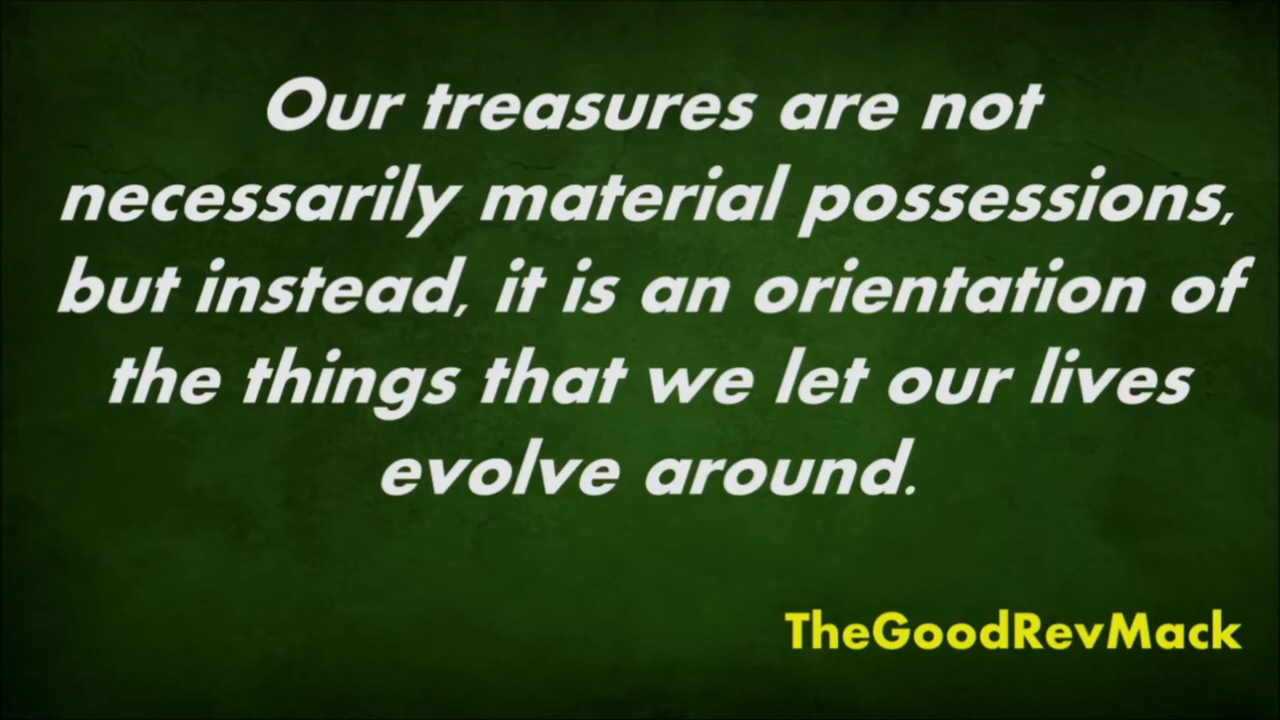 Our treasures are not
necessarily material possessions,
but instead, it is an orientation of
the things that we let our lives
evolve around.
TheGoodRevMack